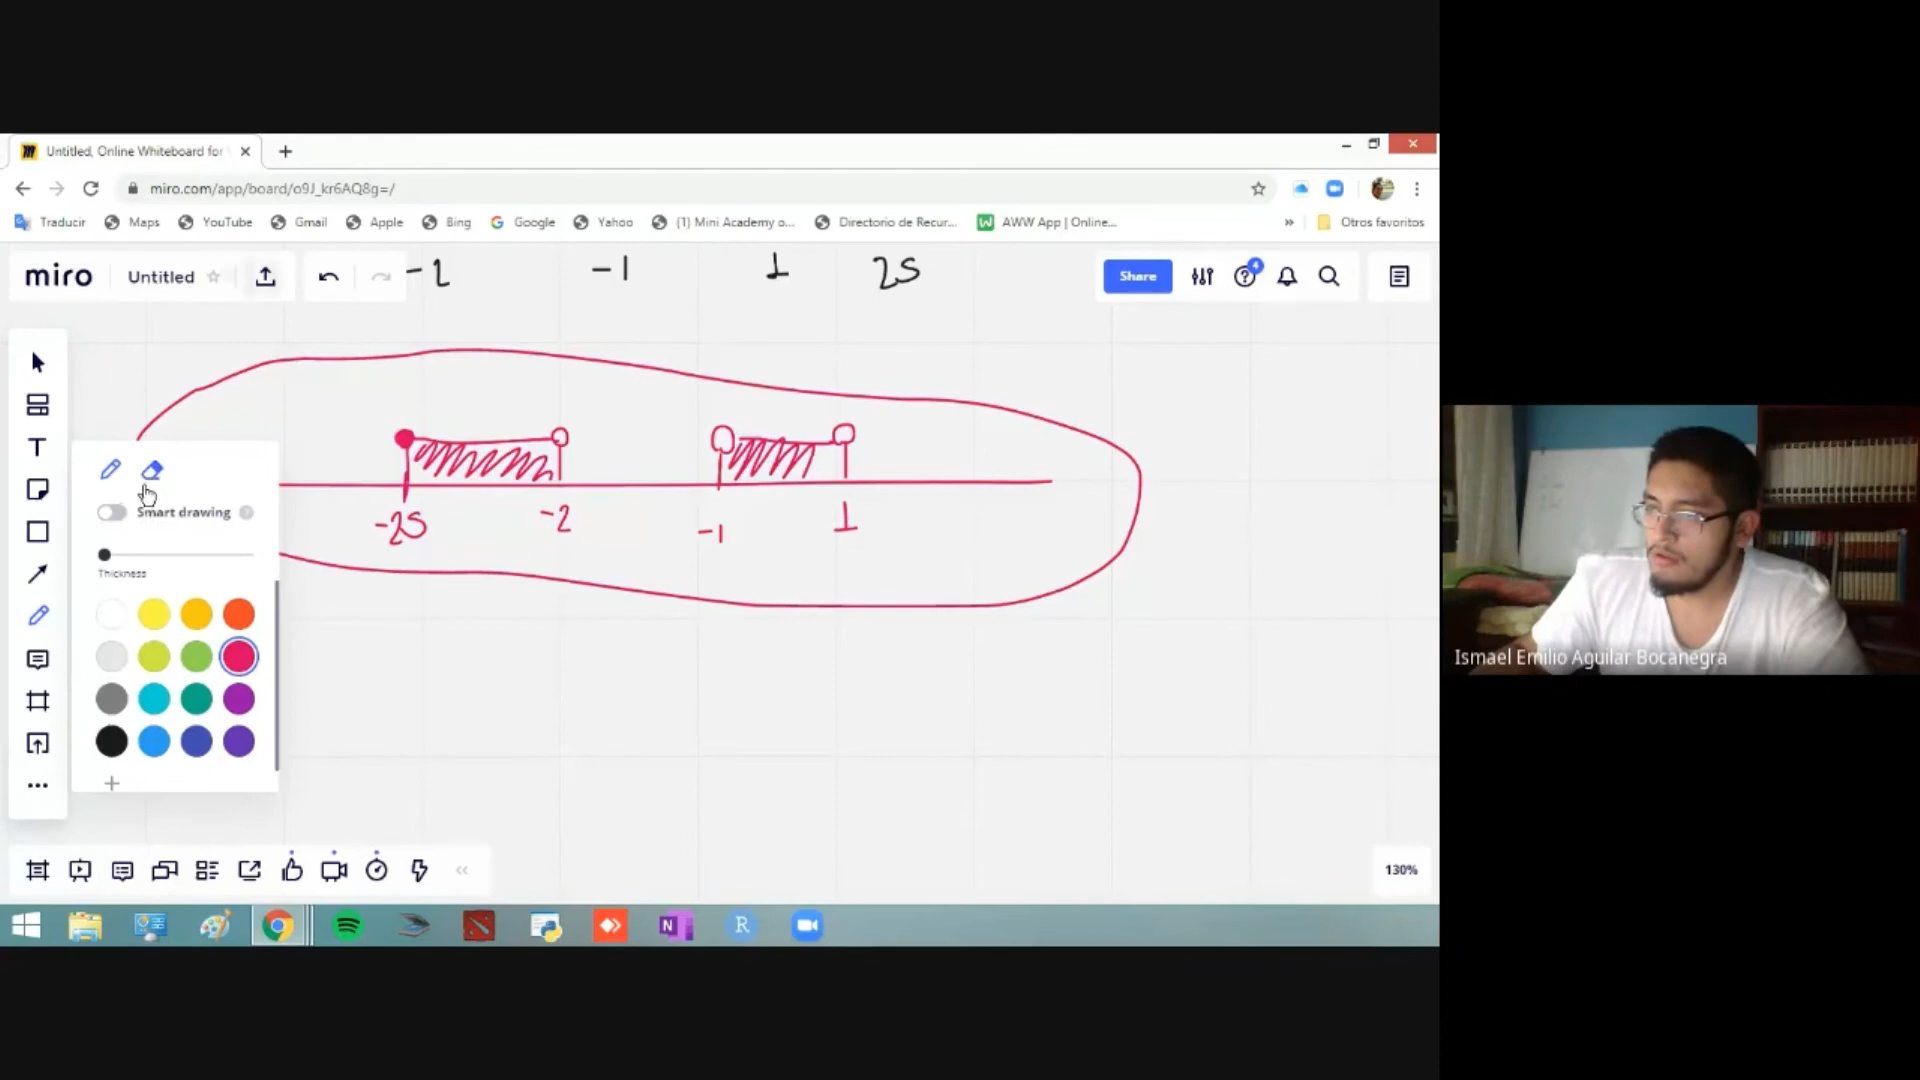 Untitled, Online Whiteboard for
miro.com/app/board/o9J_kr6AQ8g=/
Traducir Maps YouTube Gmail Apple Bing Google Yahoo (1) Mini Academy o... Directorio de Recur... AWW App | Online... » Otros favoritos
miro Untitled -2 -1 1 25 Share 4
T
Smart drawing ?
-25 -2 -1 1
Thickness
Ismael Emilio Aguilar Bocanegra
130%
N R